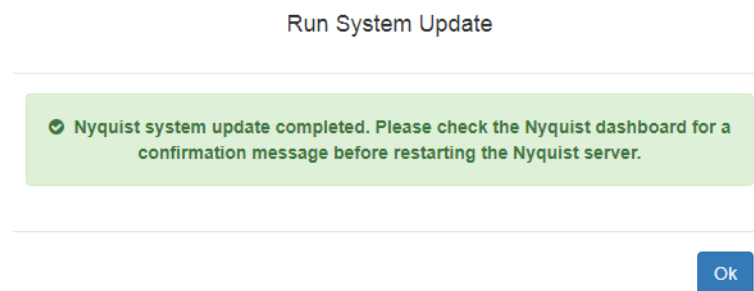 Run System Update
Nyquist system update completed. Please check the Nyquist dashboard for a
confirmation message before restarting the Nyquist server.
Ok